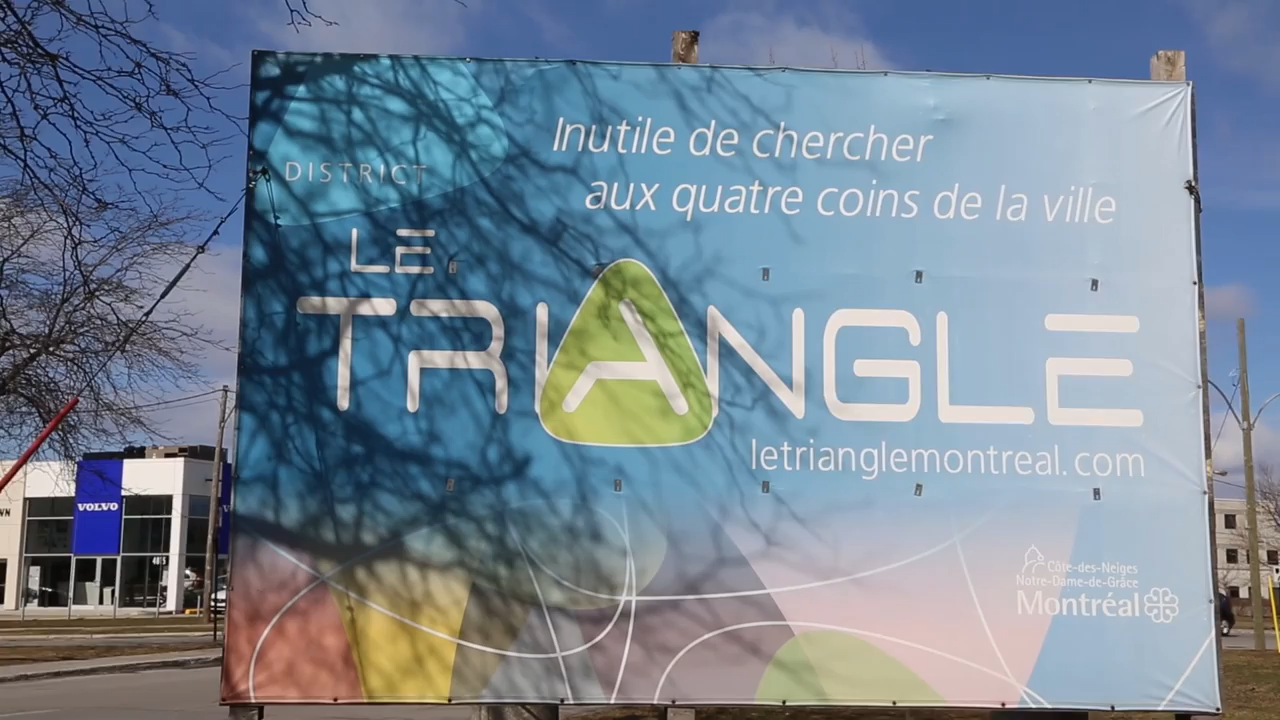 Inutile de chercher
aux quatre coins de la ville
DISTRICT
LE
TRIANGLE
letrianglemontreal.com
Côte-des-Neiges
Notre-Dame-de-Grâce
Montréal
VOLVO